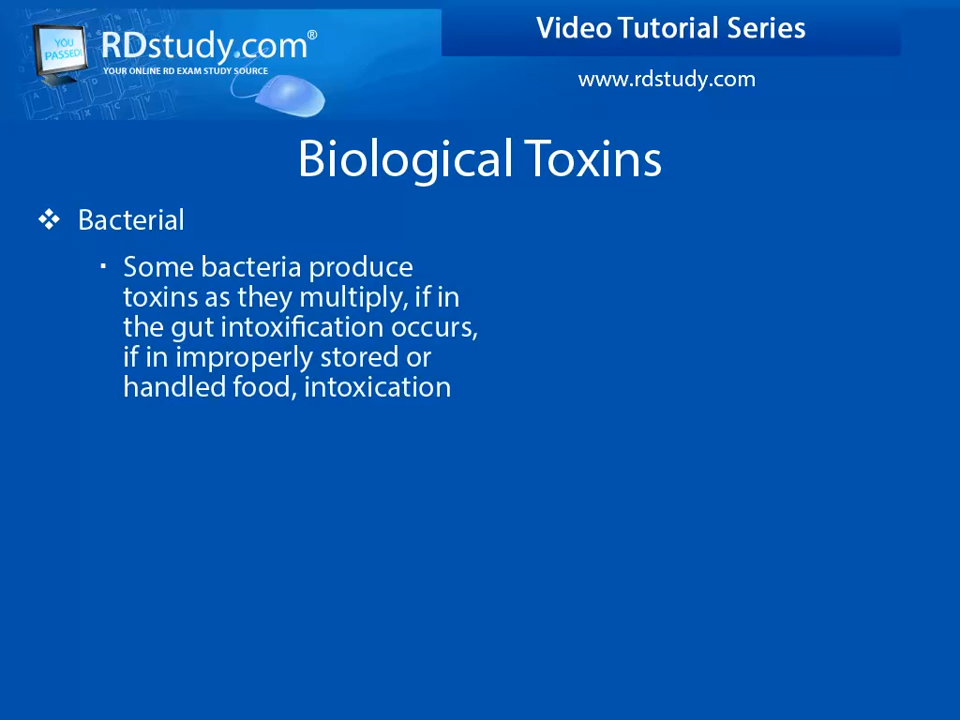 YOU
PASSED!
RDstudy.com®
YOUR ONLINE RD EXAM STUDY SOURCE
Video Tutorial Series
www.rdstudy.com
Biological Toxins
❖ Bacterial
▪ Some bacteria produce
toxins as they multiply, if in
the gut intoxification occurs,
if in improperly stored or
handled food, intoxication